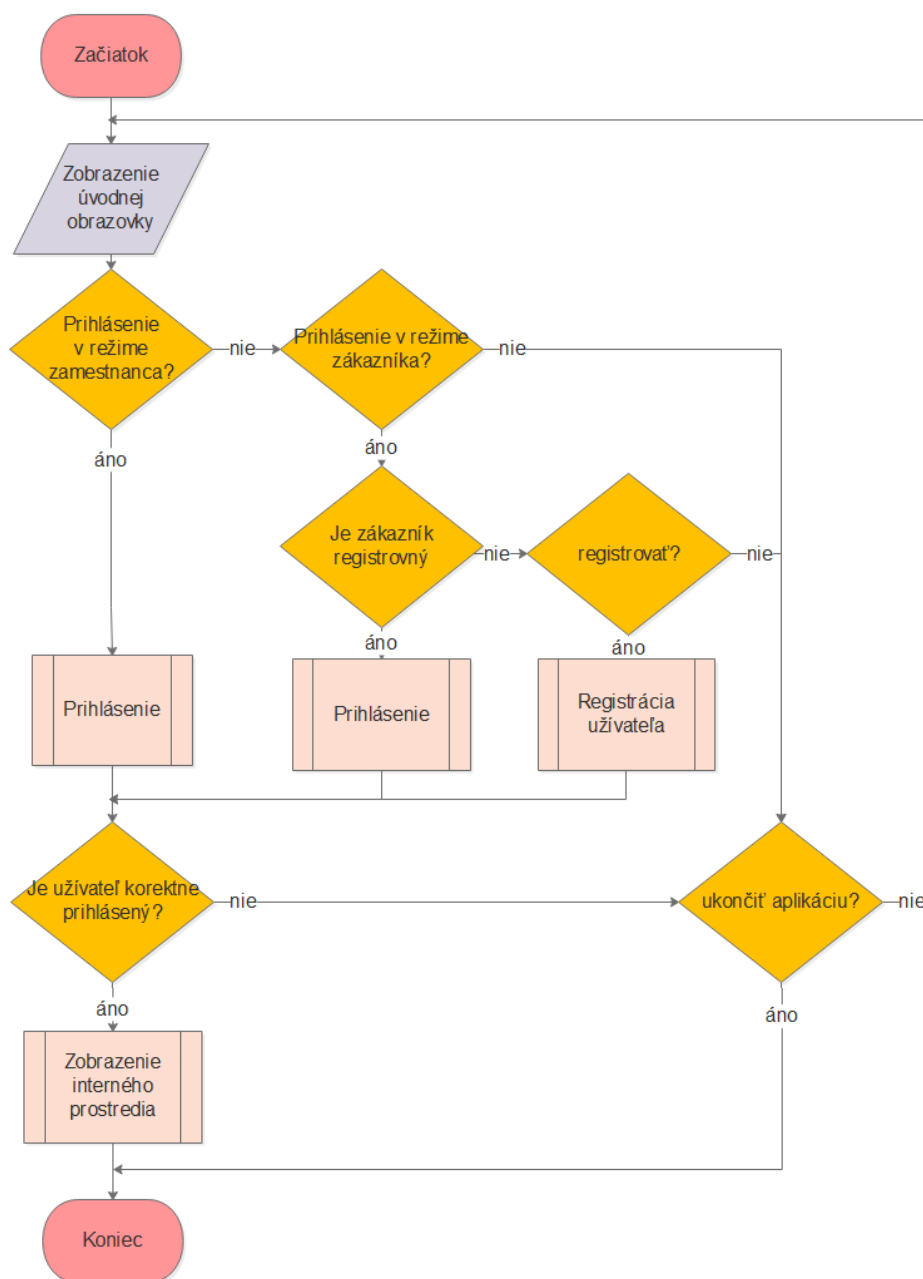 Začiatok
Zobrazenie
úvodnej
obrazovky
Prihlásenie
v režime
zamestnanca?
nie
Prihlásenie v režime
zákazníka?
nie
áno
áno
Je zákazník
registrovný
nie
registrovať?
nie
áno
áno
Prihlásenie
Prihlásenie
Registrácia
užívateľa
Je užívateľ korektne
prihlásený?
nie
ukončiť aplikáciu?
nie
áno
áno
Zobrazenie
interného
prostredia
Koniec